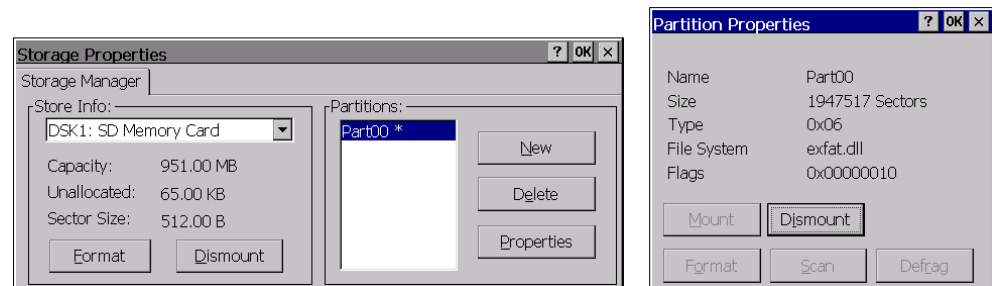 Storage Properties ? OK ×
Storage Manager
Store Info:
DSK1: SD Memory Card
Capacity: 951.00 MB
Unallocated: 65.00 KB
Sector Size: 512.00 B
Format Dismount
Partitions:
Part00 *
New
Delete
Properties
Partition Properties ? OK ×
Name Part00
Size 1947517 Sectors
Type 0x06
File System exfat.dll
Flags 0x00000010
Mount Dismount
Format Scan Defrag